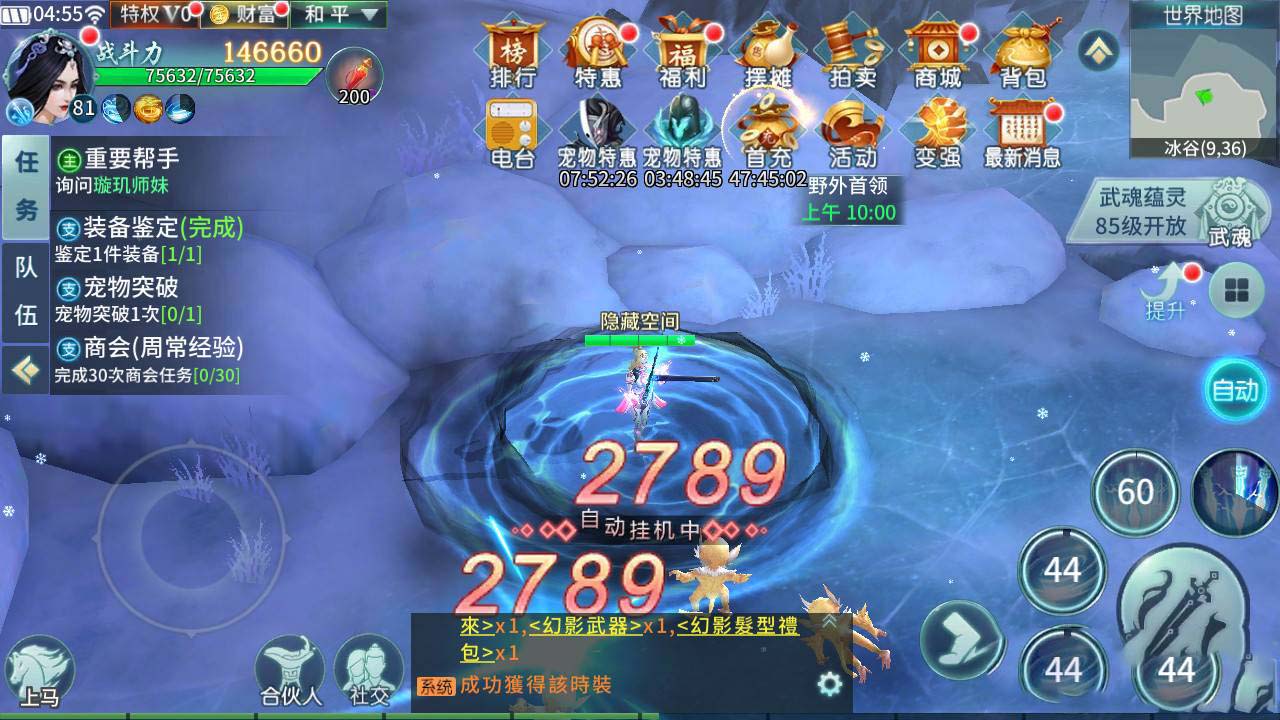 04:55
特权V0
财富
和平
战斗力 146660
75632/75632
200
81
排行
特惠
福利
摆摊
拍卖
商城
背包
世界地图
冰谷(9,36)
电台
宠物特惠
宠物特惠
首充
活动
变强
最新消息
07:52:26
03:48:45
47:45:02
野外首领
上午 10:00
武魂蕴灵
85级开放
武魂
提升
自动
任务
队伍
主 重要帮手
询问璇玑师妹
支 装备鉴定(完成)
鉴定1件装备[1/1]
支 宠物突破
宠物突破1次[0/1]
支 商会(周常经验)
完成30次商会任务[0/30]
隐藏空间
2789
自动挂机中
2789
來>x1,<幻影武器>x1,<幻影髮型禮
包>x1
系统 成功獲得該時裝
60
44
44
44
上马
合伙人
社交